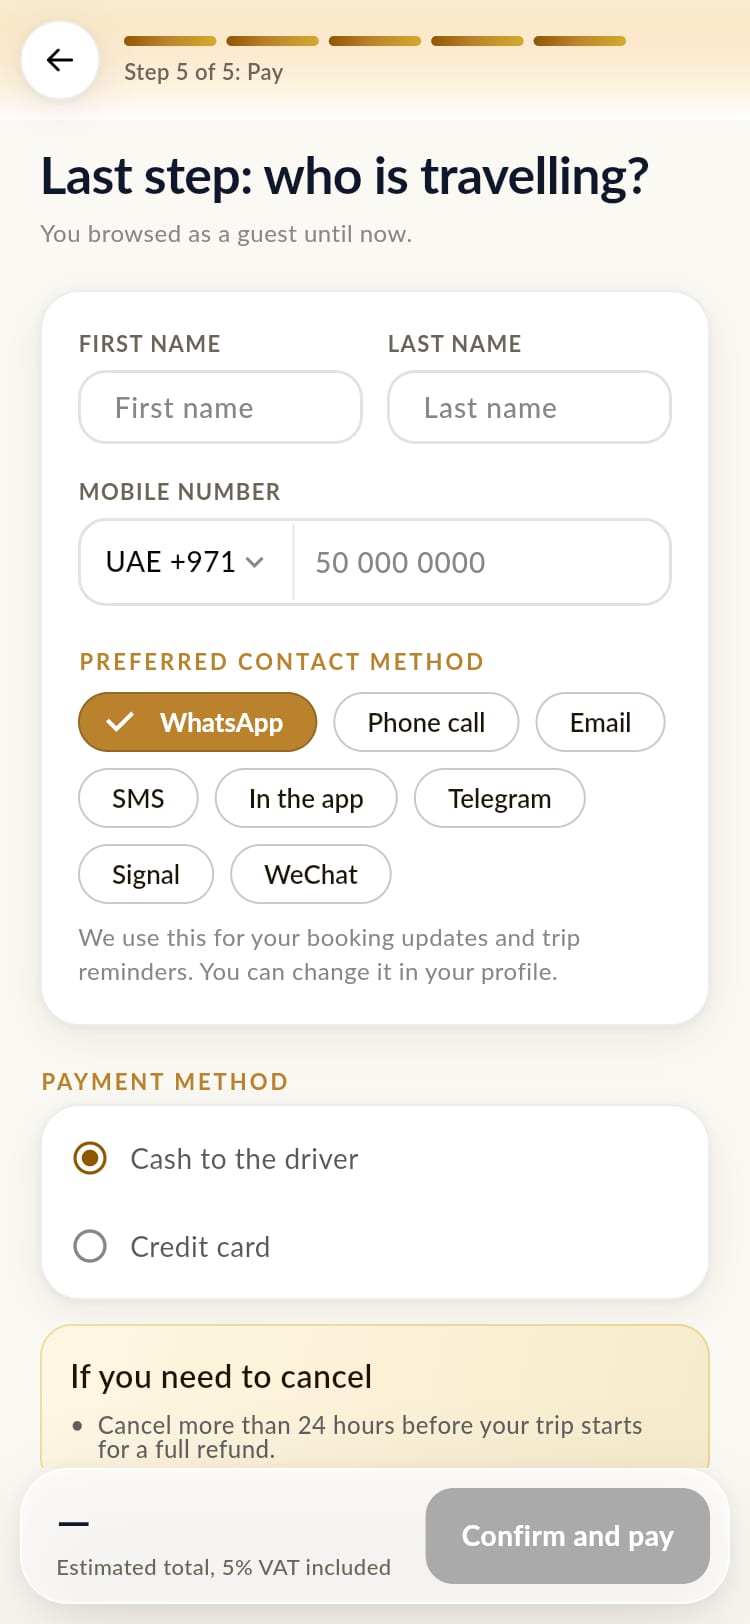 Step 5 of 5: Pay
Last step: who is travelling?
You browsed as a guest until now.
FIRST NAME
LAST NAME
First name
Last name
MOBILE NUMBER
UAE +971
50 000 0000
PREFERRED CONTACT METHOD
WhatsApp
Phone call
Email
SMS
In the app
Telegram
Signal
WeChat
We use this for your booking updates and trip
reminders. You can change it in your profile.
PAYMENT METHOD
Cash to the driver
Credit card
If you need to cancel
• Cancel more than 24 hours before your trip starts
for a full refund.
—
Estimated total, 5% VAT included
Confirm and pay